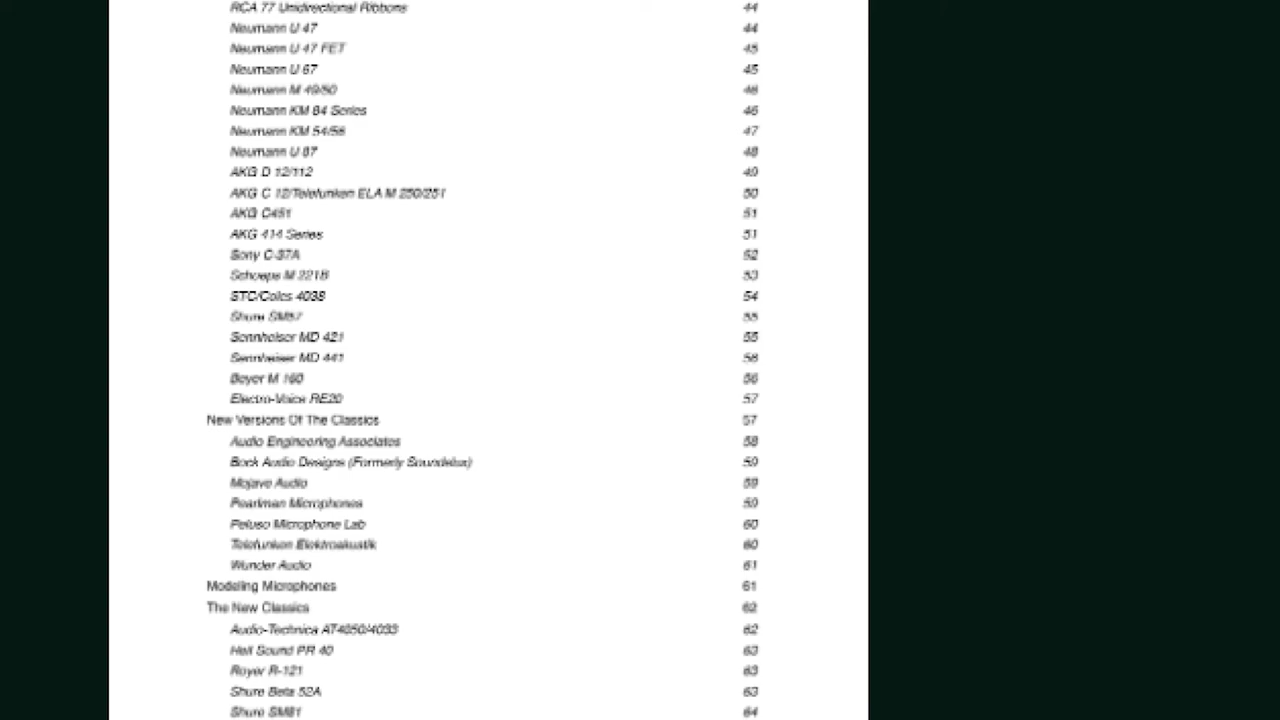 RCA 77 Unidirectional Ribbons 44
Neumann U 47 44
Neumann U 47 FET 45
Neumann U 67 45
Neumann M 49/50 46
Neumann KM 84 Series 46
Neumann KM 54/56 47
Neumann U 87 48
AKG D 12/112 49
AKG C 12/Telefunken ELA M 250/251 50
AKG C451 51
AKG 414 Series 51
Sony C-37A 52
Schoeps M 221B 53
STC/Coles 4038 54
Shure SM57 55
Sennheiser MD 421 55
Sennheiser MD 441 56
Beyer M 160 56
Electro-Voice RE20 57
New Versions Of The Classics 57
Audio Engineering Associates 58
Bock Audio Designs (Formerly Soundelux) 59
Mojave Audio 59
Pearlman Microphones 59
Peluso Microphone Lab 60
Telefunken Elektroakustik 60
Wunder Audio 61
Modeling Microphones 61
The New Classics 62
Audio-Technica AT4050/4033 62
Heil Sound PR 40 63
Royer R-121 63
Shure Beta 52A 63
Shure SM81 64